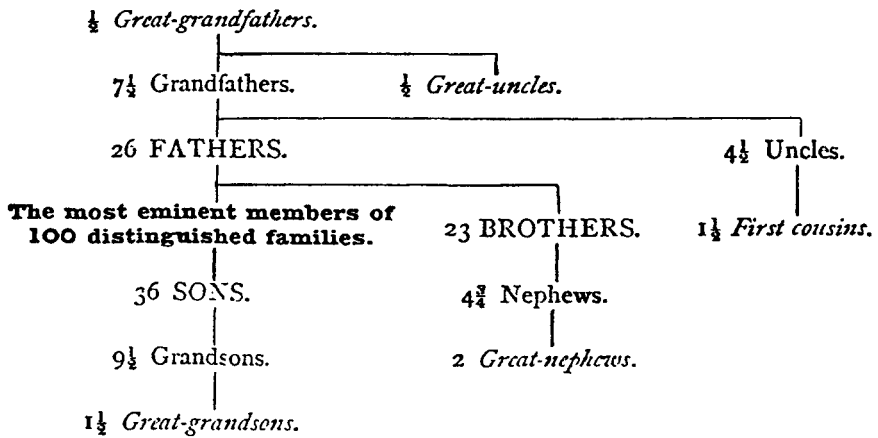 ½ Great-grandfathers.
7½ Grandfathers. ½ Great-uncles.
26 FATHERS. 4½ Uncles.
The most eminent members of
100 distinguished families. 23 BROTHERS. 1½ First cousins.
36 SONS. 4¾ Nephews.
9½ Grandsons. 2 Great-nephews.
1½ Great-grandsons.